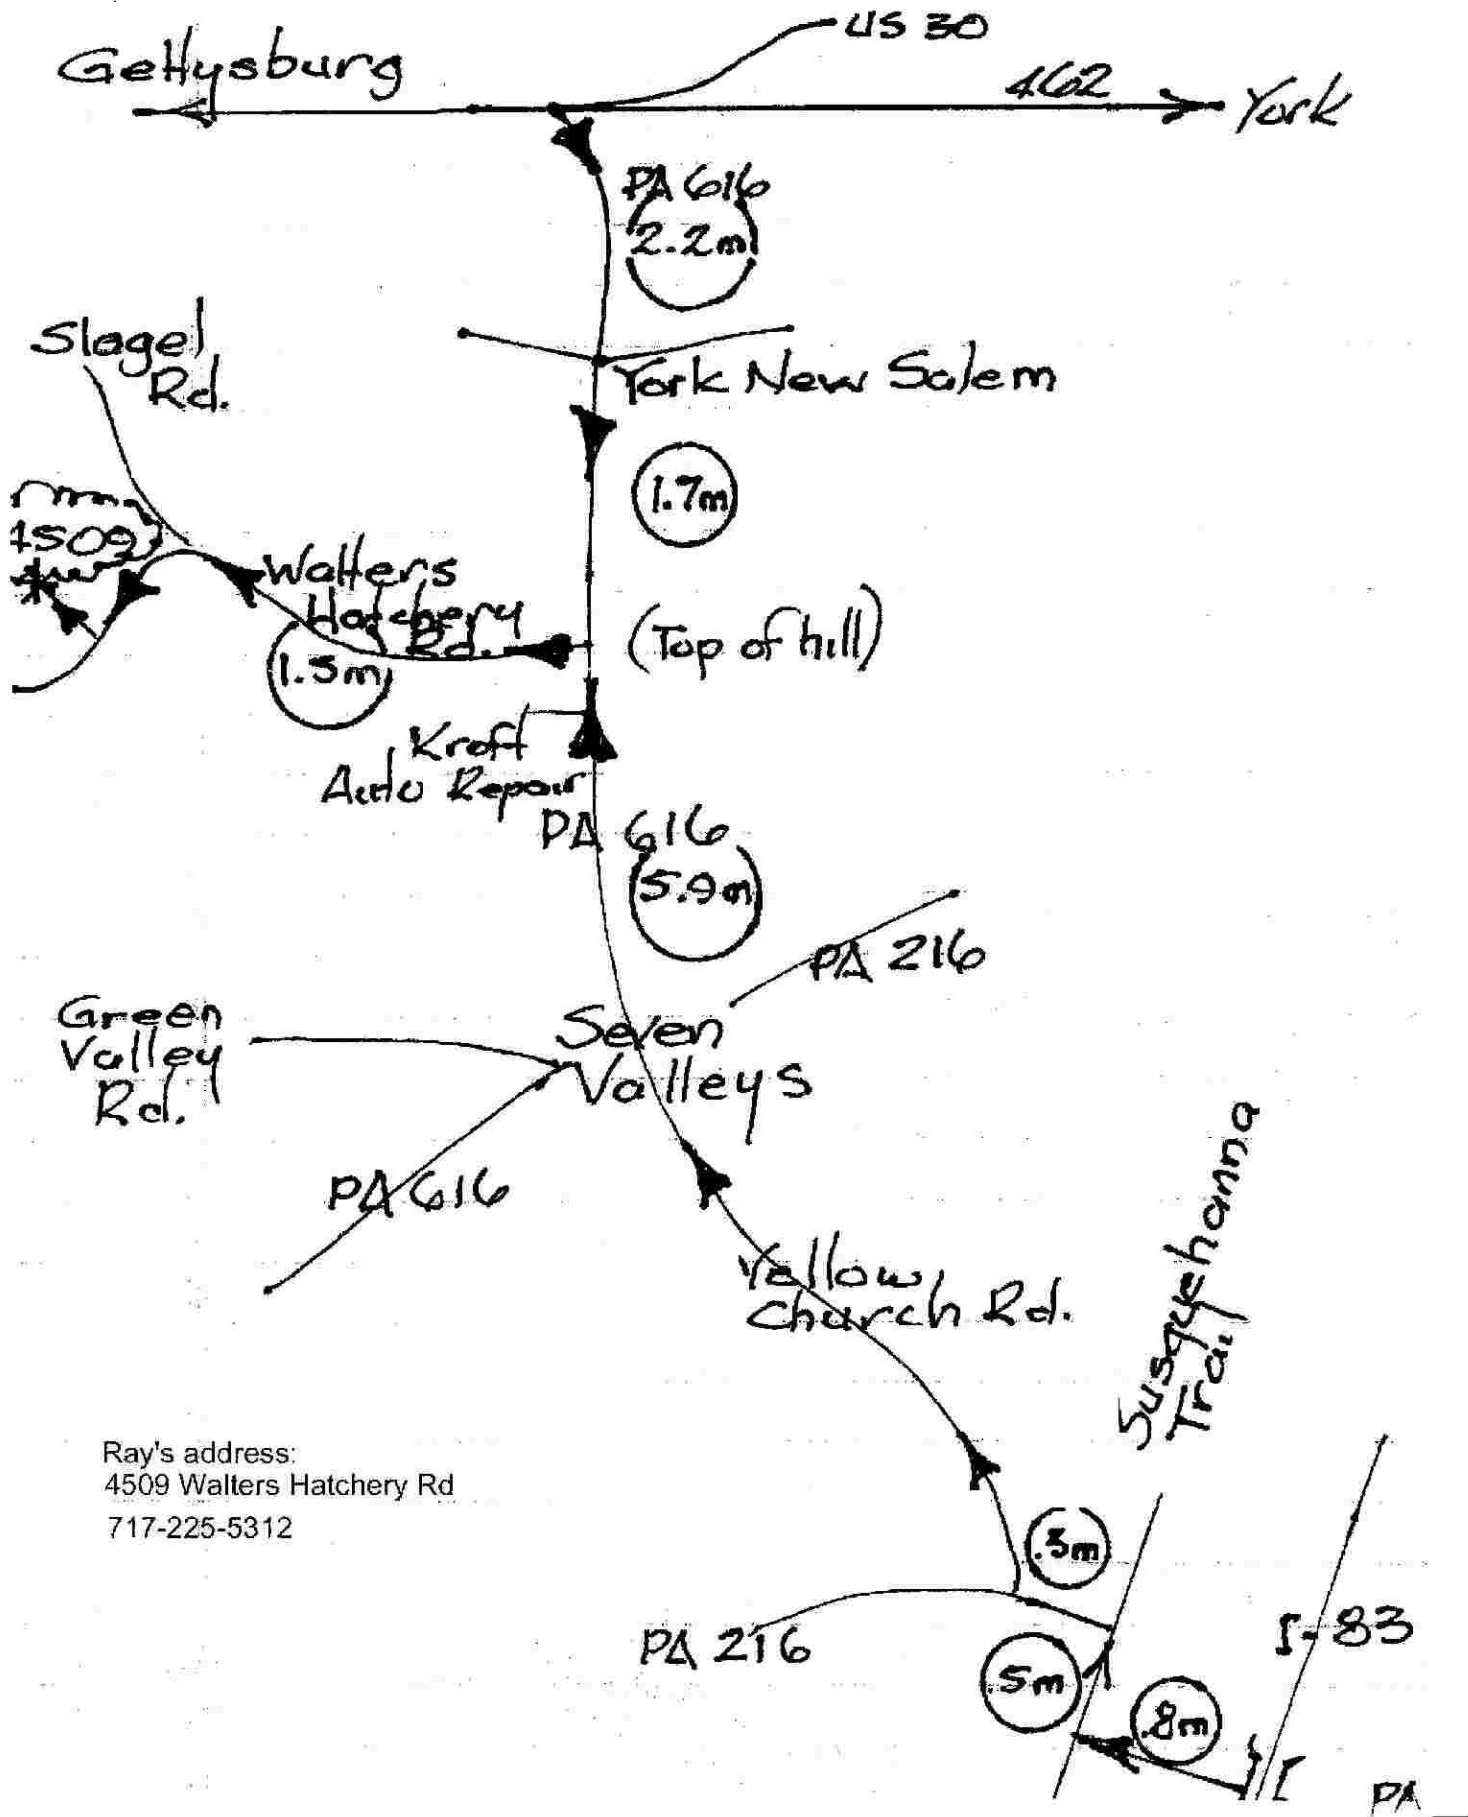 US 30
Gettysburg
462
York
PA 616
2.2m
Slagel
Rd.
York New Salem
1.7m
4509
Walters
Hatchery
Rd.
(Top of hill)
1.5m
Kroft
Auto Repair
PA 616
5.9m
PA 216
Green
Valley
Rd.
Seven
Valleys
PA 616
Susquehanna
Trail
Yellow
Church Rd.
Ray's address:
4509 Walters Hatchery Rd
717-225-5312
PA 216
.5m
I-83
.8m
PA